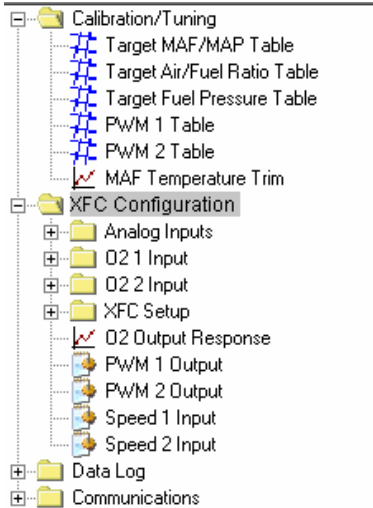 Calibration/Tuning
Target MAF/MAP Table
Target Air/Fuel Ratio Table
Target Fuel Pressure Table
PWM 1 Table
PWM 2 Table
MAF Temperature Trim
XFC Configuration
Analog Inputs
O2 1 Input
O2 2 Input
XFC Setup
O2 Output Response
PWM 1 Output
PWM 2 Output
Speed 1 Input
Speed 2 Input
Data Log
Communications